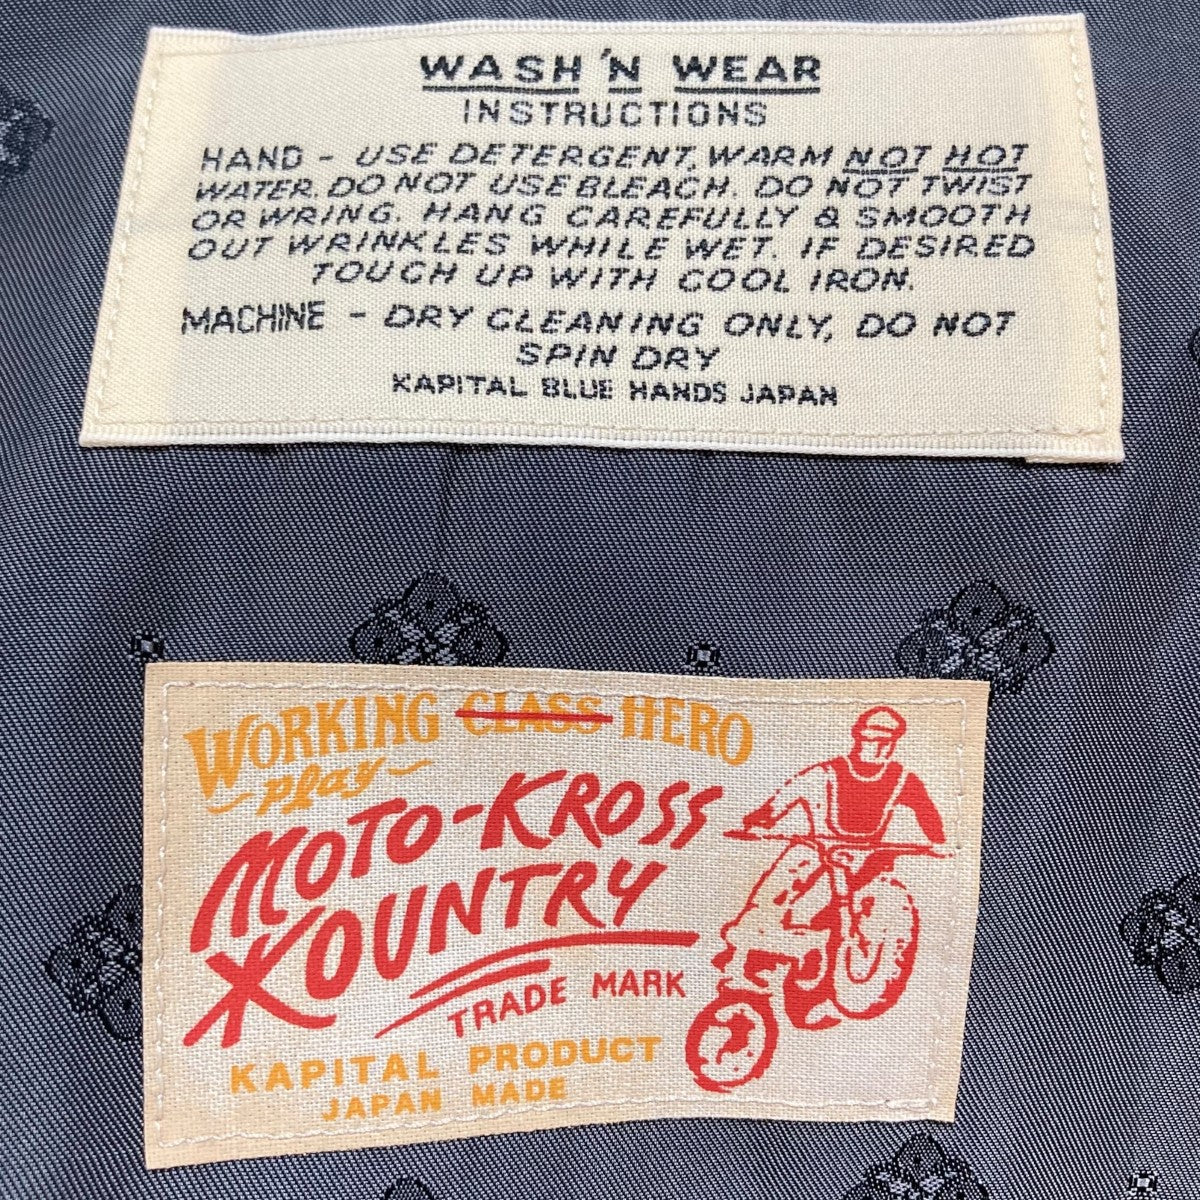 WASH 'N WEAR
INSTRUCTIONS
HAND - USE DETERGENT, WARM NOT HOT
WATER. DO NOT USE BLEACH. DO NOT TWIST
OR WRING. HANG CAREFULLY & SMOOTH
OUT WRINKLES WHILE WET. IF DESIRED
TOUCH UP WITH COOL IRON.
MACHINE - DRY CLEANING ONLY, DO NOT
SPIN DRY
KAPITAL BLUE HANDS JAPAN
WORKING CLASS HERO
play
MOTO-KROSS
KOUNTRY
TRADE MARK
KAPITAL PRODUCT
JAPAN MADE